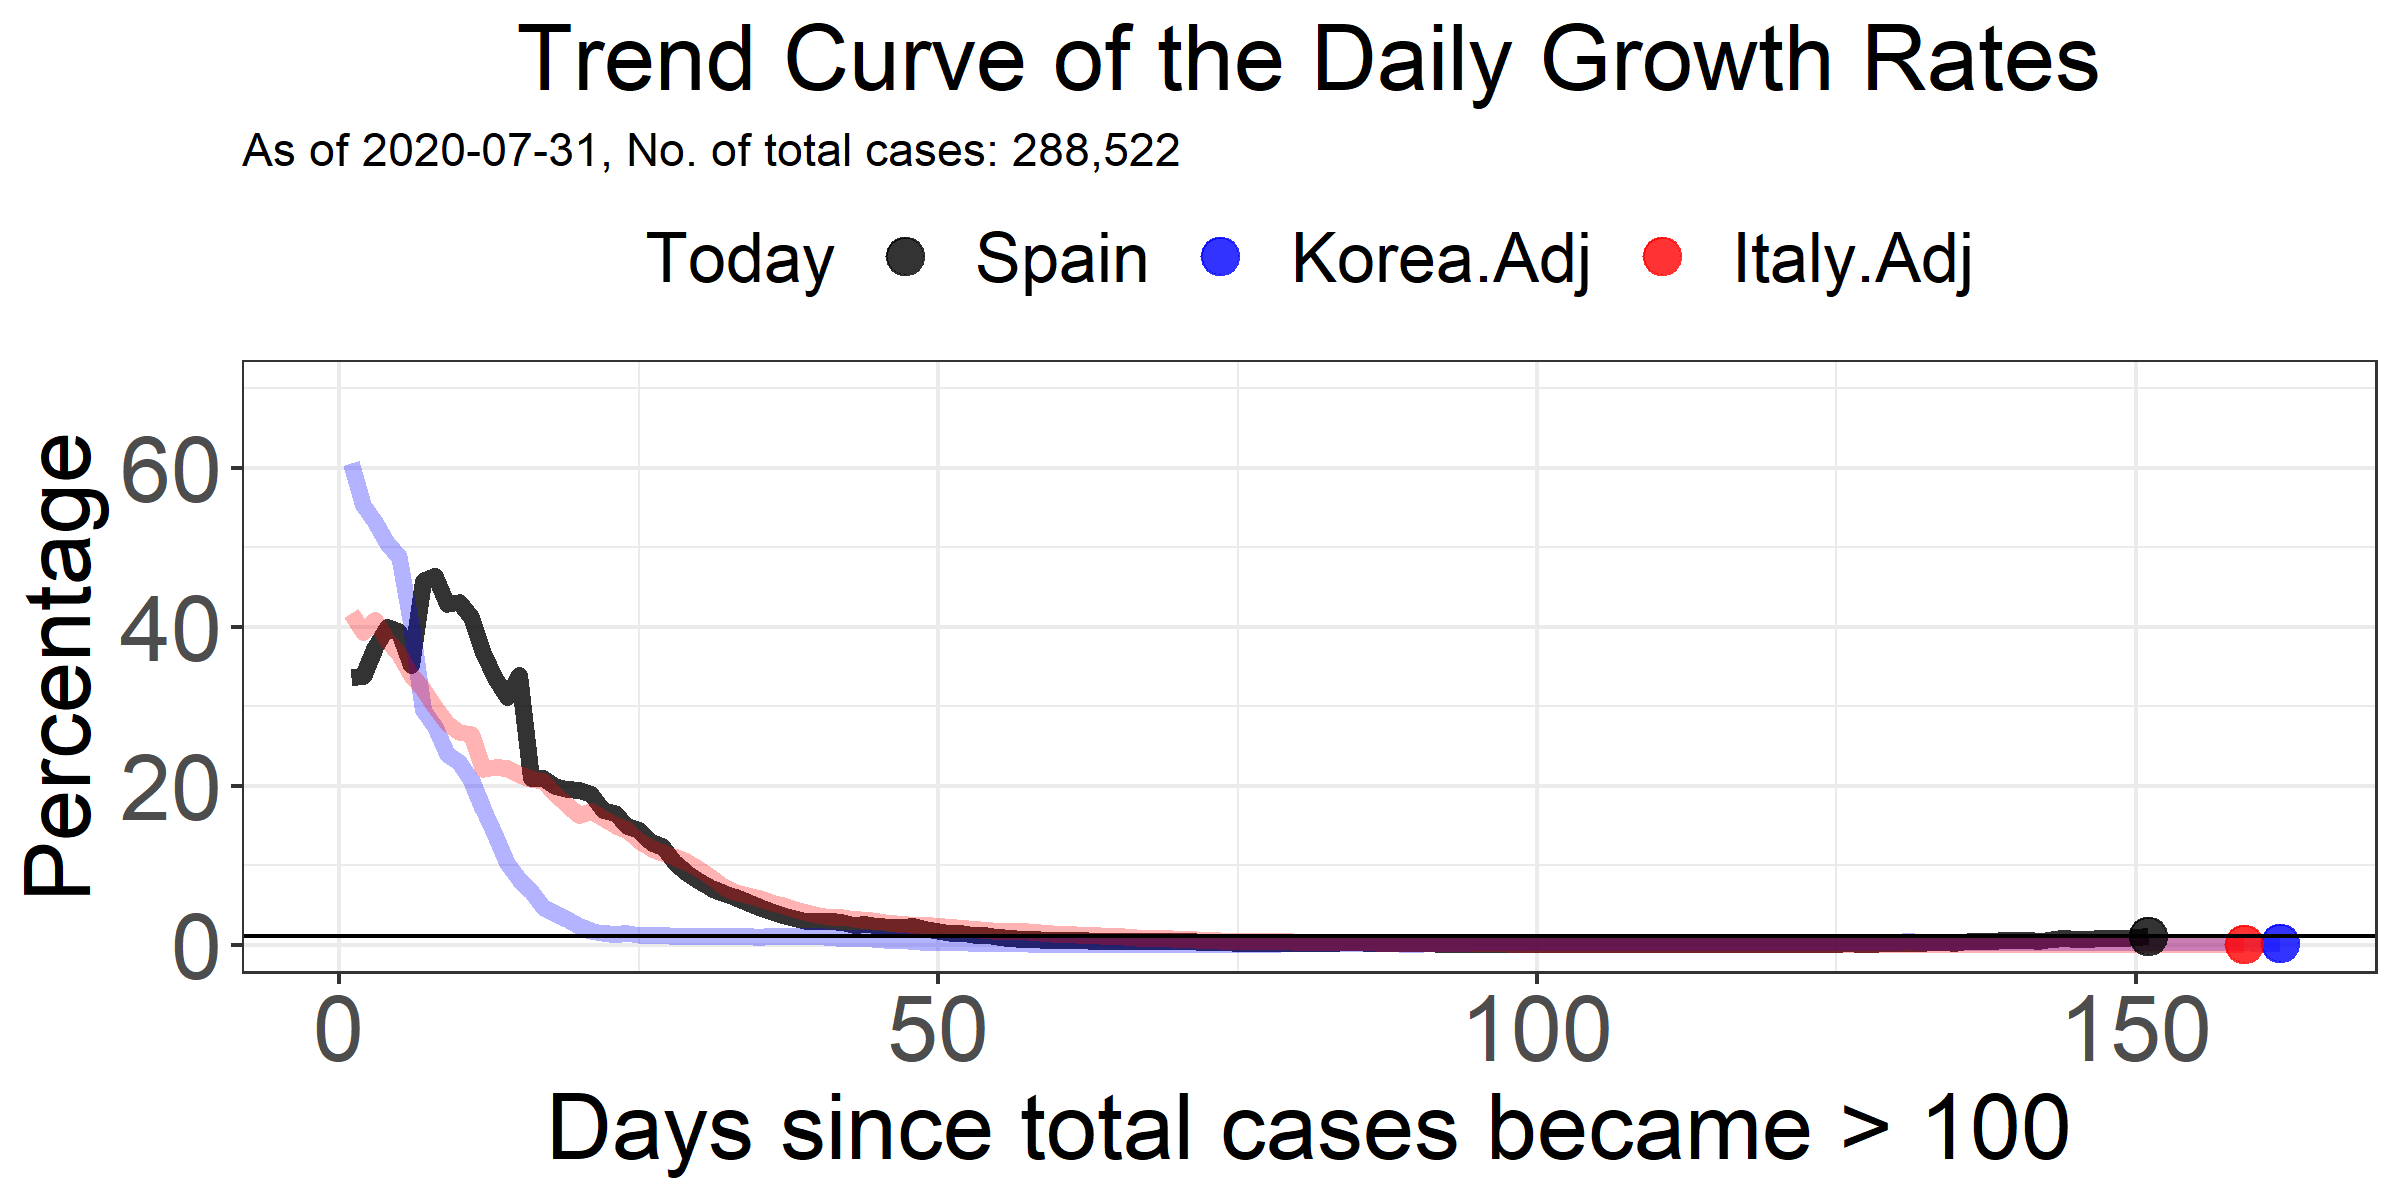 Trend Curve of the Daily Growth Rates
As of 2020-07-31, No. of total cases: 288,522
Today Spain Korea.Adj Italy.Adj
Percentage
60
40
20
0
0 50 100 150
Days since total cases became > 100